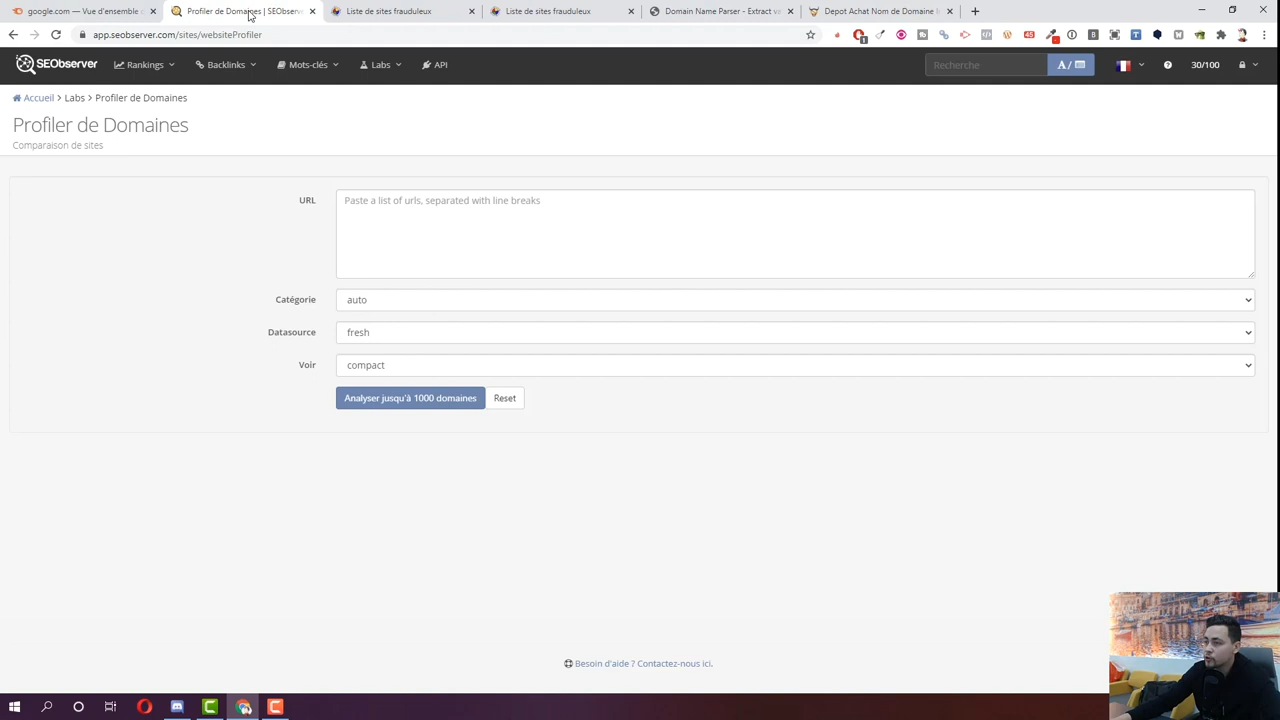 google.com — Vue d'ensemble
Profiler de Domaines | SEObserve
Liste de sites frauduleux
Liste de sites frauduleux
Domain Name Parser - Extract va
Depot Achat Nom de Domaine
app.seobserver.com/sites/websiteProfiler
SEObserver
Rankings
Backlinks
Mots-clés
Labs
API
Recherche
A /
30/100
Accueil > Labs > Profiler de Domaines
Profiler de Domaines
Comparaison de sites
URL
Paste a list of urls, separated with line breaks
Catégorie
auto
Datasource
fresh
Voir
compact
Analyser jusqu'à 1000 domaines
Reset
Besoin d'aide ? Contactez-nous ici.